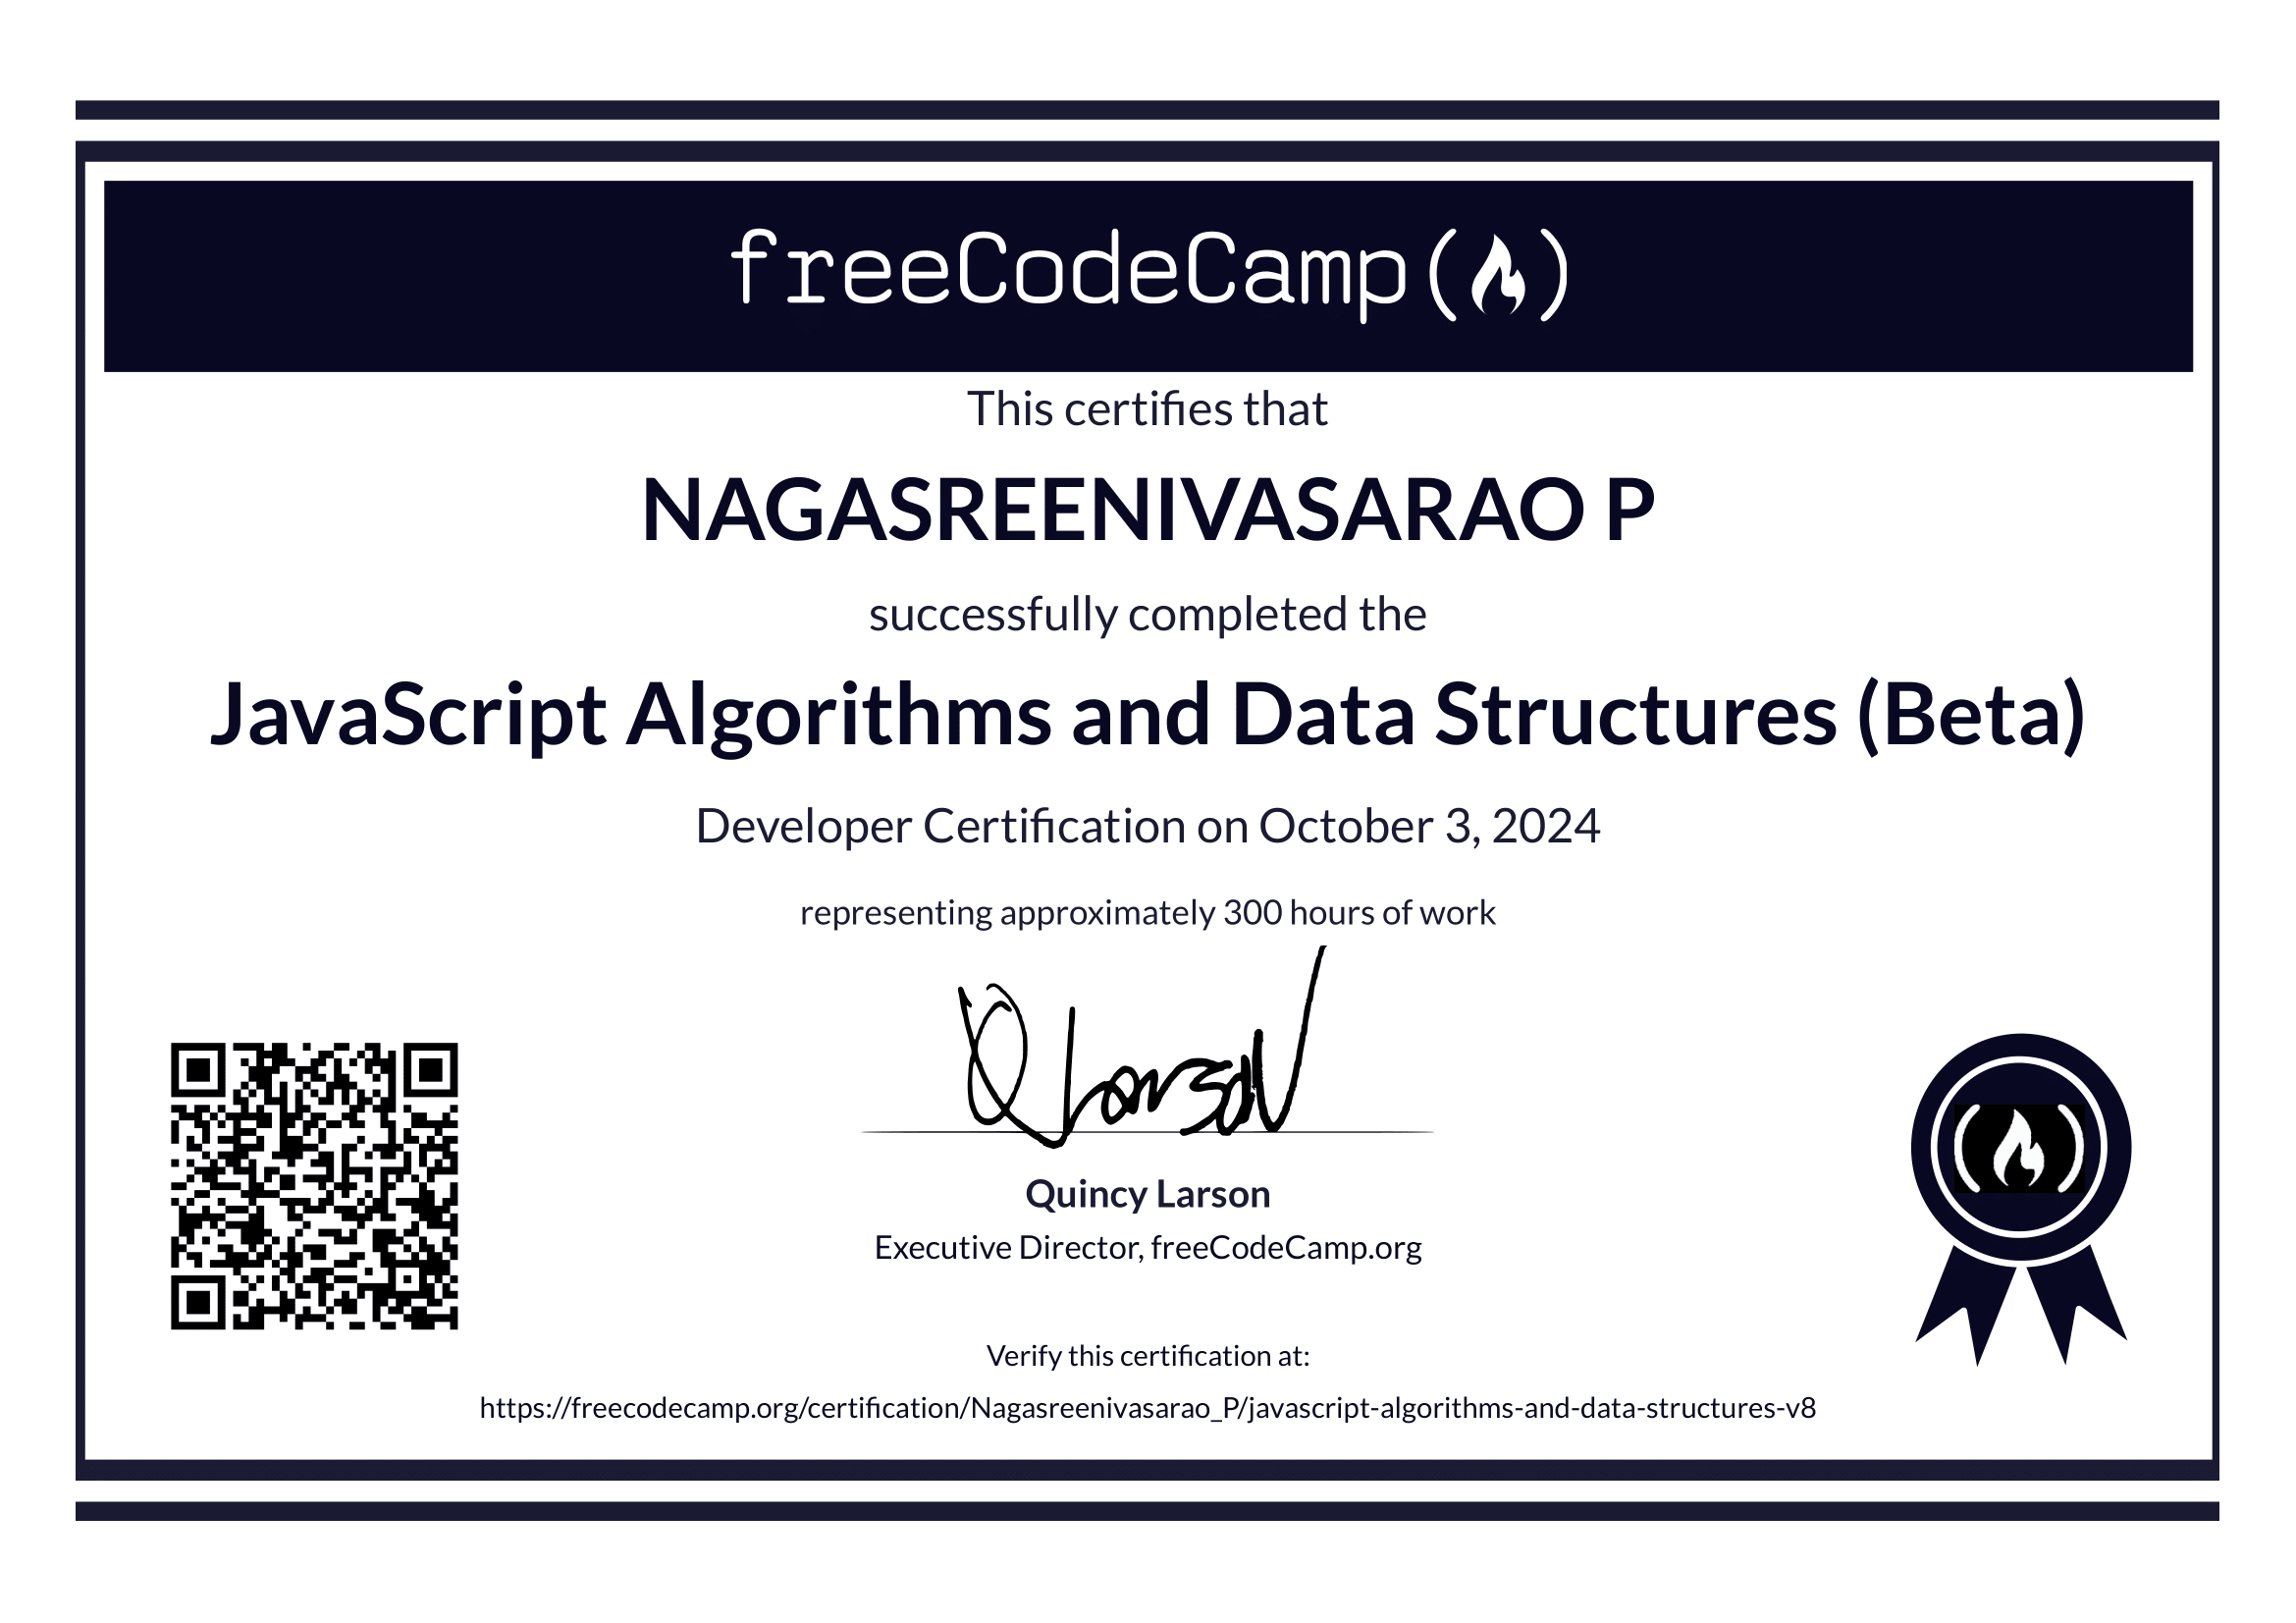 freeCodeCamp
This certifies that
NAGASREENIVASARAO P
successfully completed the
JavaScript Algorithms and Data Structures (Beta)
Developer Certification on October 3, 2024
representing approximately 300 hours of work
Q Larson
Quincy Larson
Executive Director, freeCodeCamp.org
Verify this certification at:
https://freecodecamp.org/certification/Nagasreenivasarao_P/javascript-algorithms-and-data-structures-v8